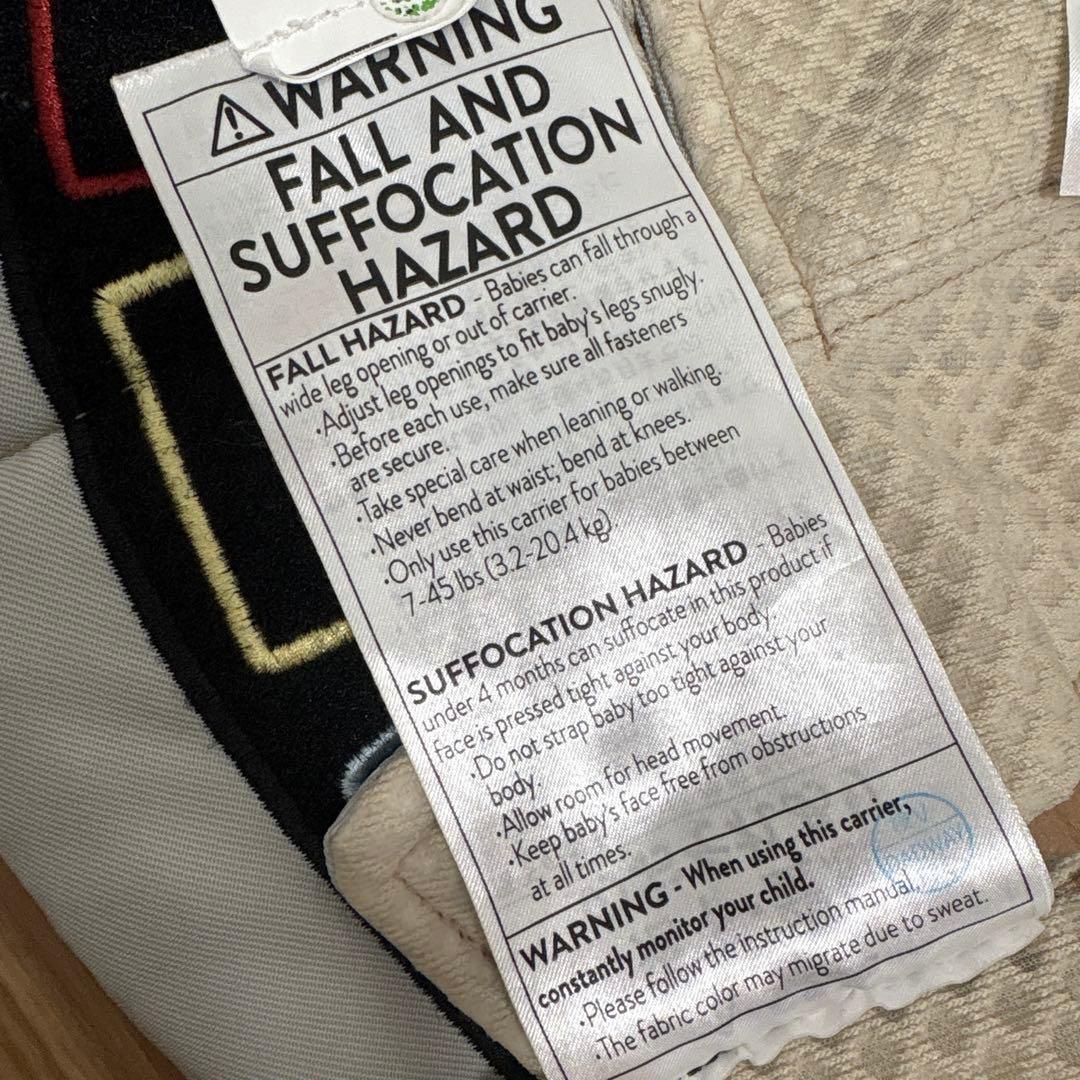 WARNING
FALL AND
SUFFOCATION
HAZARD
FALL HAZARD - Babies can fall through a
wide leg opening or out of carrier.
•Adjust leg openings to fit baby's legs snugly.
•Before each use, make sure all fasteners
are secure.
•Take special care when leaning or walking.
•Never bend at waist; bend at knees.
•Only use this carrier for babies between
7-45 lbs (3.2-20.4 kg).
SUFFOCATION HAZARD - Babies
under 4 months can suffocate in this product if
face is pressed tight against your body.
•Do not strap baby too tight against your
body.
•Allow room for head movement.
•Keep baby's face free from obstructions
at all times.
WARNING - When using this carrier,
constantly monitor your child.
•Please follow the instruction manual.
•The fabric color may migrate due to sweat.